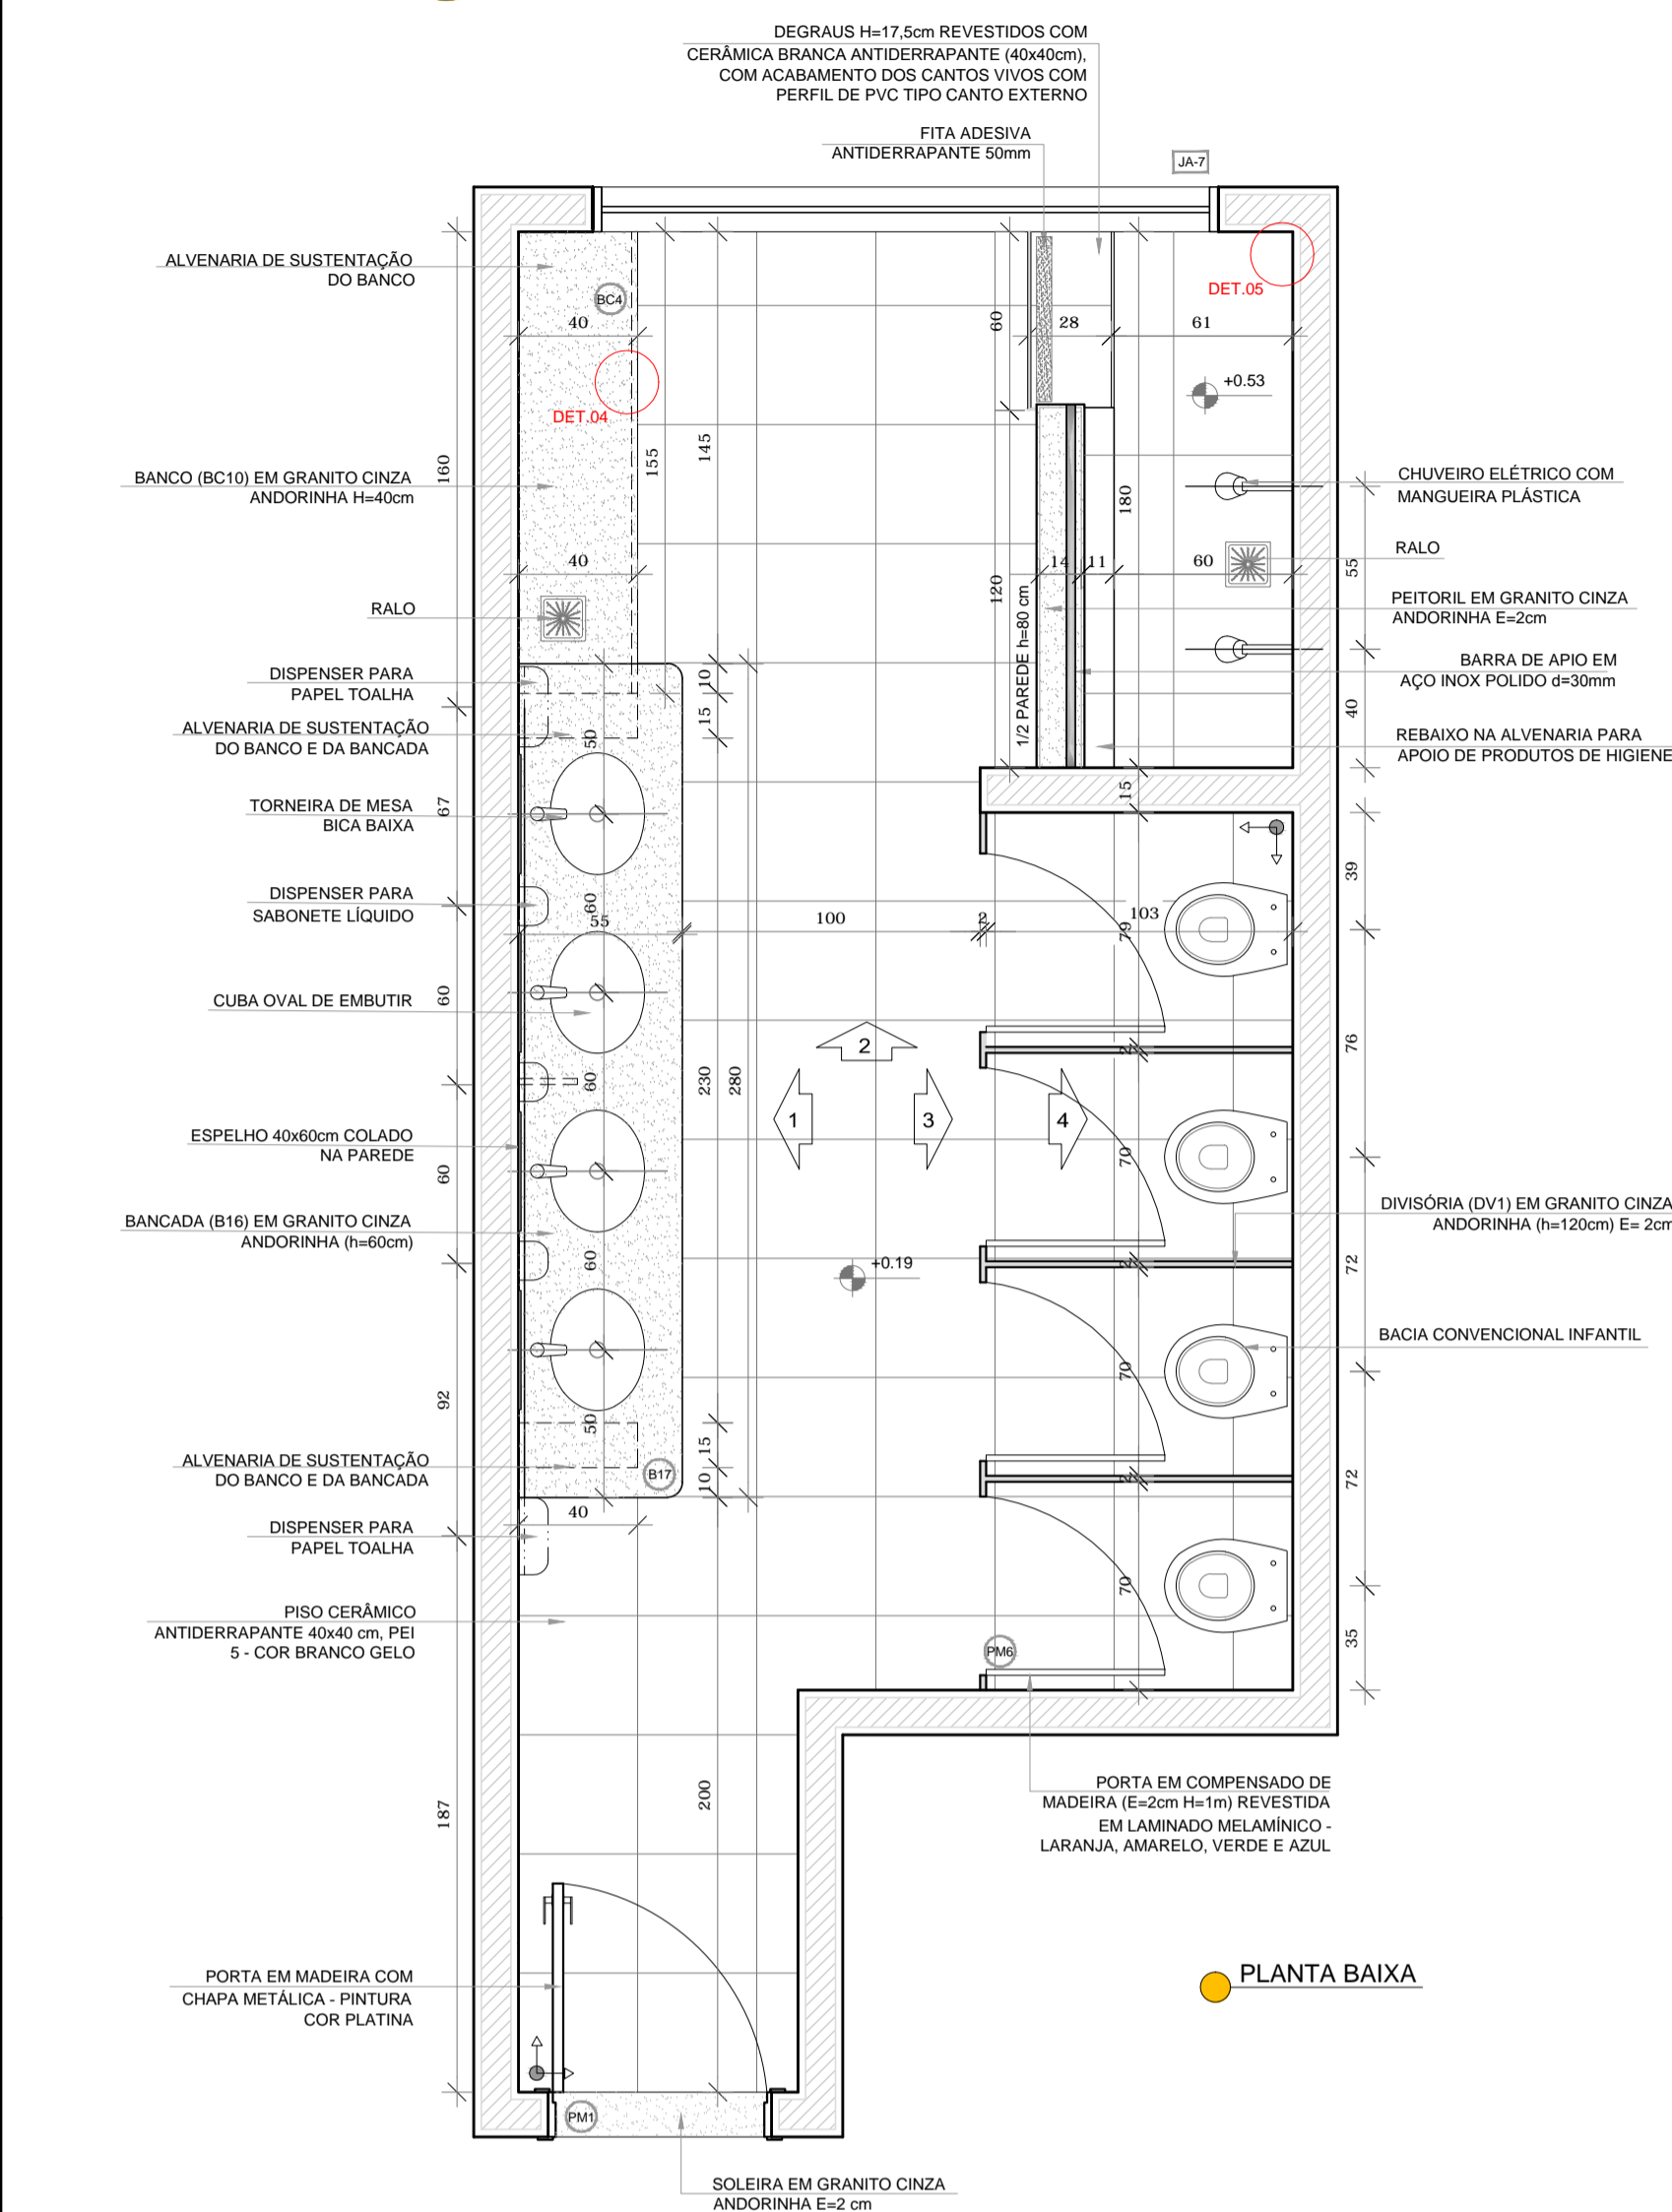 DEGRAUS H=17,5cm REVESTIDOS COM
CERÂMICA BRANCA ANTIDERRAPANTE (40x40cm),
COM ACABAMENTO DOS CANTOS VIVOS COM
PERFIL DE PVC TIPO CANTO EXTERNO
FITA ADESIVA
ANTIDERRAPANTE 50mm
JA-7
ALVENARIA DE SUSTENTAÇÃO
DO BANCO
BC4
DET.05
40
60
28
61
+0.53
DET.04
160
155
145
BANCO (BC10) EM GRANITO CINZA
ANDORINHA H=40cm
CHUVEIRO ELÉTRICO COM
MANGUEIRA PLÁSTICA
180
40
14
11
60
55
RALO
RALO
120
1/2 PAREDE h=80 cm
PEITORIL EM GRANITO CINZA
ANDORINHA E=2cm
DISPENSER PARA
PAPEL TOALHA
10
BARRA DE APIO EM
AÇO INOX POLIDO d=30mm
ALVENARIA DE SUSTENTAÇÃO
DO BANCO E DA BANCADA
50
15
40
REBAIXO NA ALVENARIA PARA
APOIO DE PRODUTOS DE HIGIENE
15
TORNEIRA DE MESA
BICA BAIXA
67
39
DISPENSER PARA
SABONETE LÍQUIDO
60
55
100
2
103
79
CUBA OVAL DE EMBUTIR
60
2
76
2
60
230
280
1
3
4
ESPELHO 40x60cm COLADO
NA PAREDE
60
70
BANCADA (B16) EM GRANITO CINZA
ANDORINHA (h=60cm)
DIVISÓRIA (DV1) EM GRANITO CINZA
ANDORINHA (h=120cm) E= 2cm
60
+0.19
2
72
BACIA CONVENCIONAL INFANTIL
92
70
50
15
ALVENARIA DE SUSTENTAÇÃO
DO BANCO E DA BANCADA
B17
10
2
72
40
DISPENSER PARA
PAPEL TOALHA
70
PISO CERÂMICO
ANTIDERRAPANTE 40x40 cm, PEI
5 - COR BRANCO GELO
PM6
35
187
200
PORTA EM COMPENSADO DE
MADEIRA (E=2cm H=1m) REVESTIDA
EM LAMINADO MELAMÍNICO -
LARANJA, AMARELO, VERDE E AZUL
PORTA EM MADEIRA COM
CHAPA METÁLICA - PINTURA
COR PLATINA
PLANTA BAIXA
PM1
SOLEIRA EM GRANITO CINZA
ANDORINHA E=2 cm